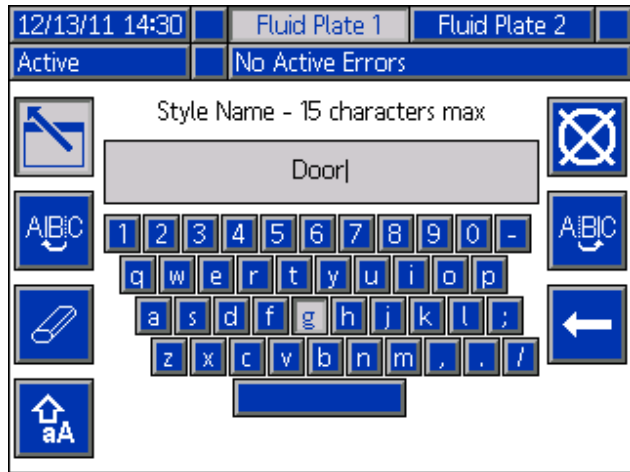 12/13/11 14:30 Fluid Plate 1 Fluid Plate 2
Active No Active Errors
Style Name - 15 characters max
Door
ABC ABC
1 2 3 4 5 6 7 8 9 0 -
q w e r t y u i o p
a s d f g h j k l ;
z x c v b n m , . /
aA